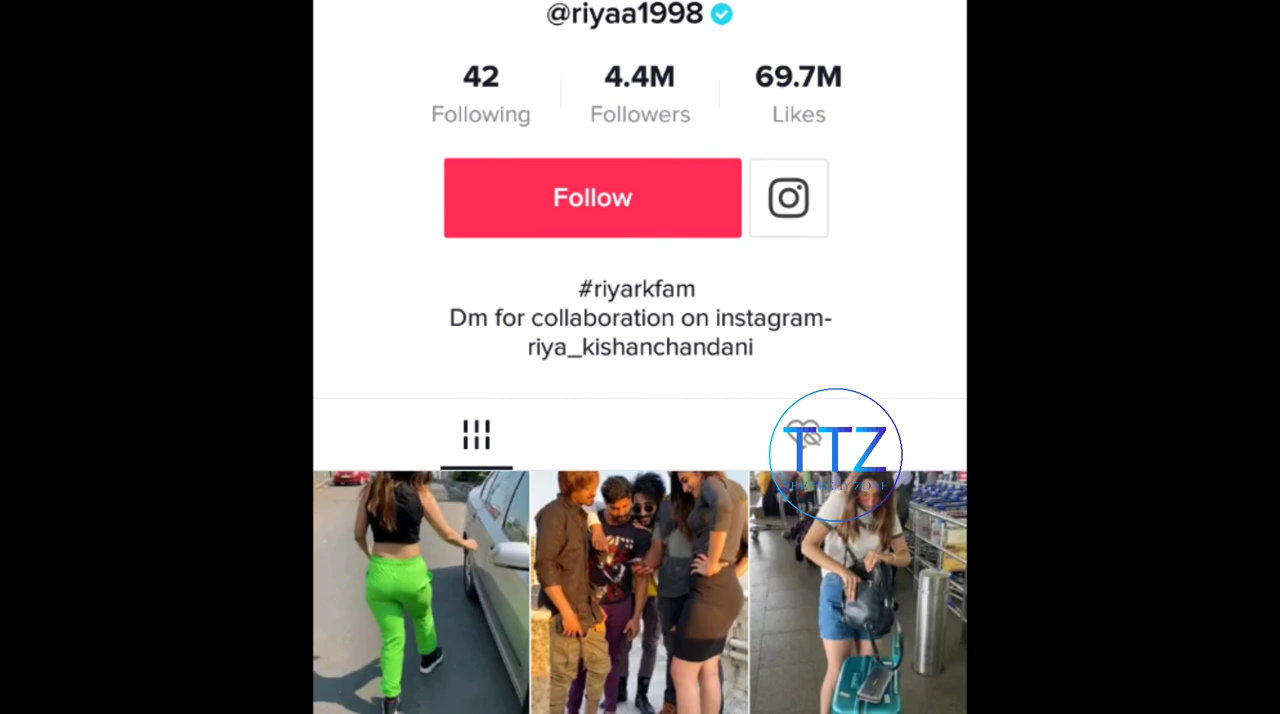 @riyaa1998
42 4.4M 69.7M
Following Followers Likes
Follow
#riyarkfam
Dm for collaboration on instagram-
riya_kishanchandani
TTZ